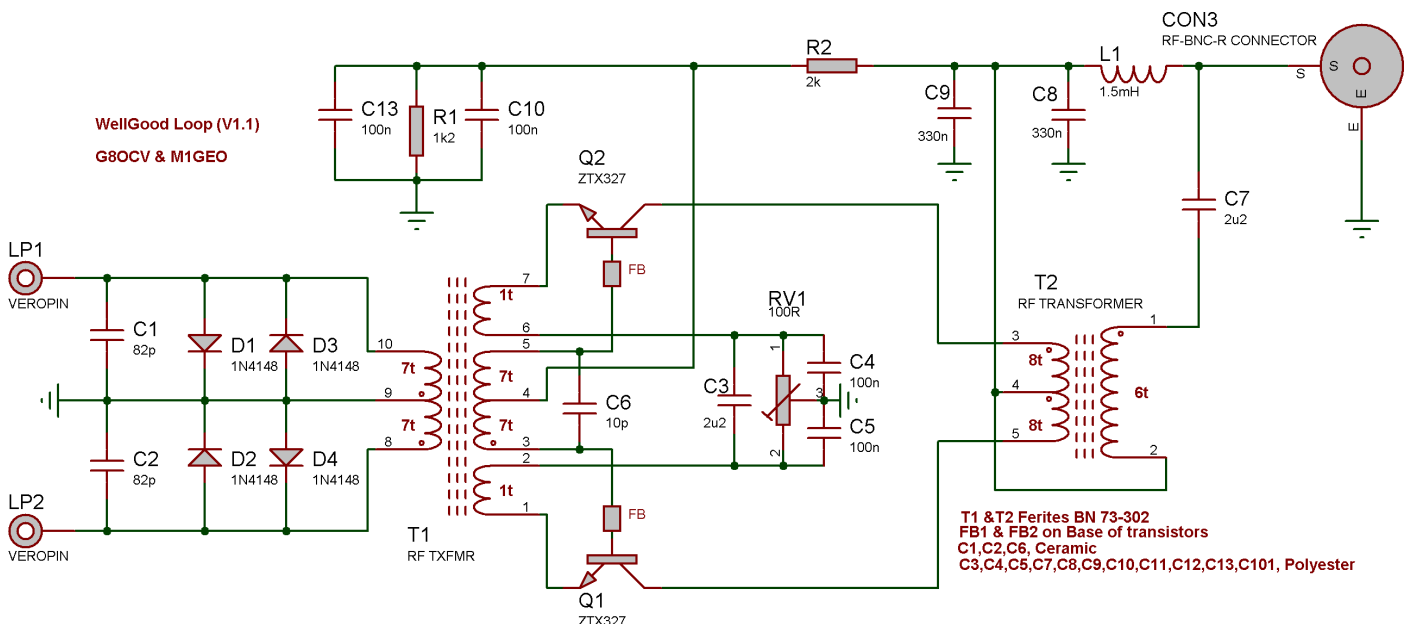 CON3
RF-BNC-R CONNECTOR
S
S
E
E
R2
2k
L1
1.5mH
C9
330n
C8
330n
C13
100n
R1
1k2
C10
100n
WellGood Loop (V1.1)
G8OCV & M1GEO
Q2
ZTX327
FB
C7
2u2
LP1
VEROPIN
C1
82p
D1
1N4148
D3
1N4148
C2
82p
D2
1N4148
D4
1N4148
LP2
VEROPIN
10
9
8
7t
7t
7
6
5
4
3
2
1
1t
7t
7t
1t
T1
RF TXFMR
C6
10p
RV1
100R
1
3
2
C3
2u2
C4
100n
C5
100n
FB
Q1
ZTX327
T2
RF TRANSFORMER
3
4
5
8t
8t
1
6t
2
T1 &T2 Ferites BN 73-302
FB1 & FB2 on Base of transistors
C1,C2,C6, Ceramic
C3,C4,C5,C7,C8,C9,C10,C11,C12,C13,C101, Polyester